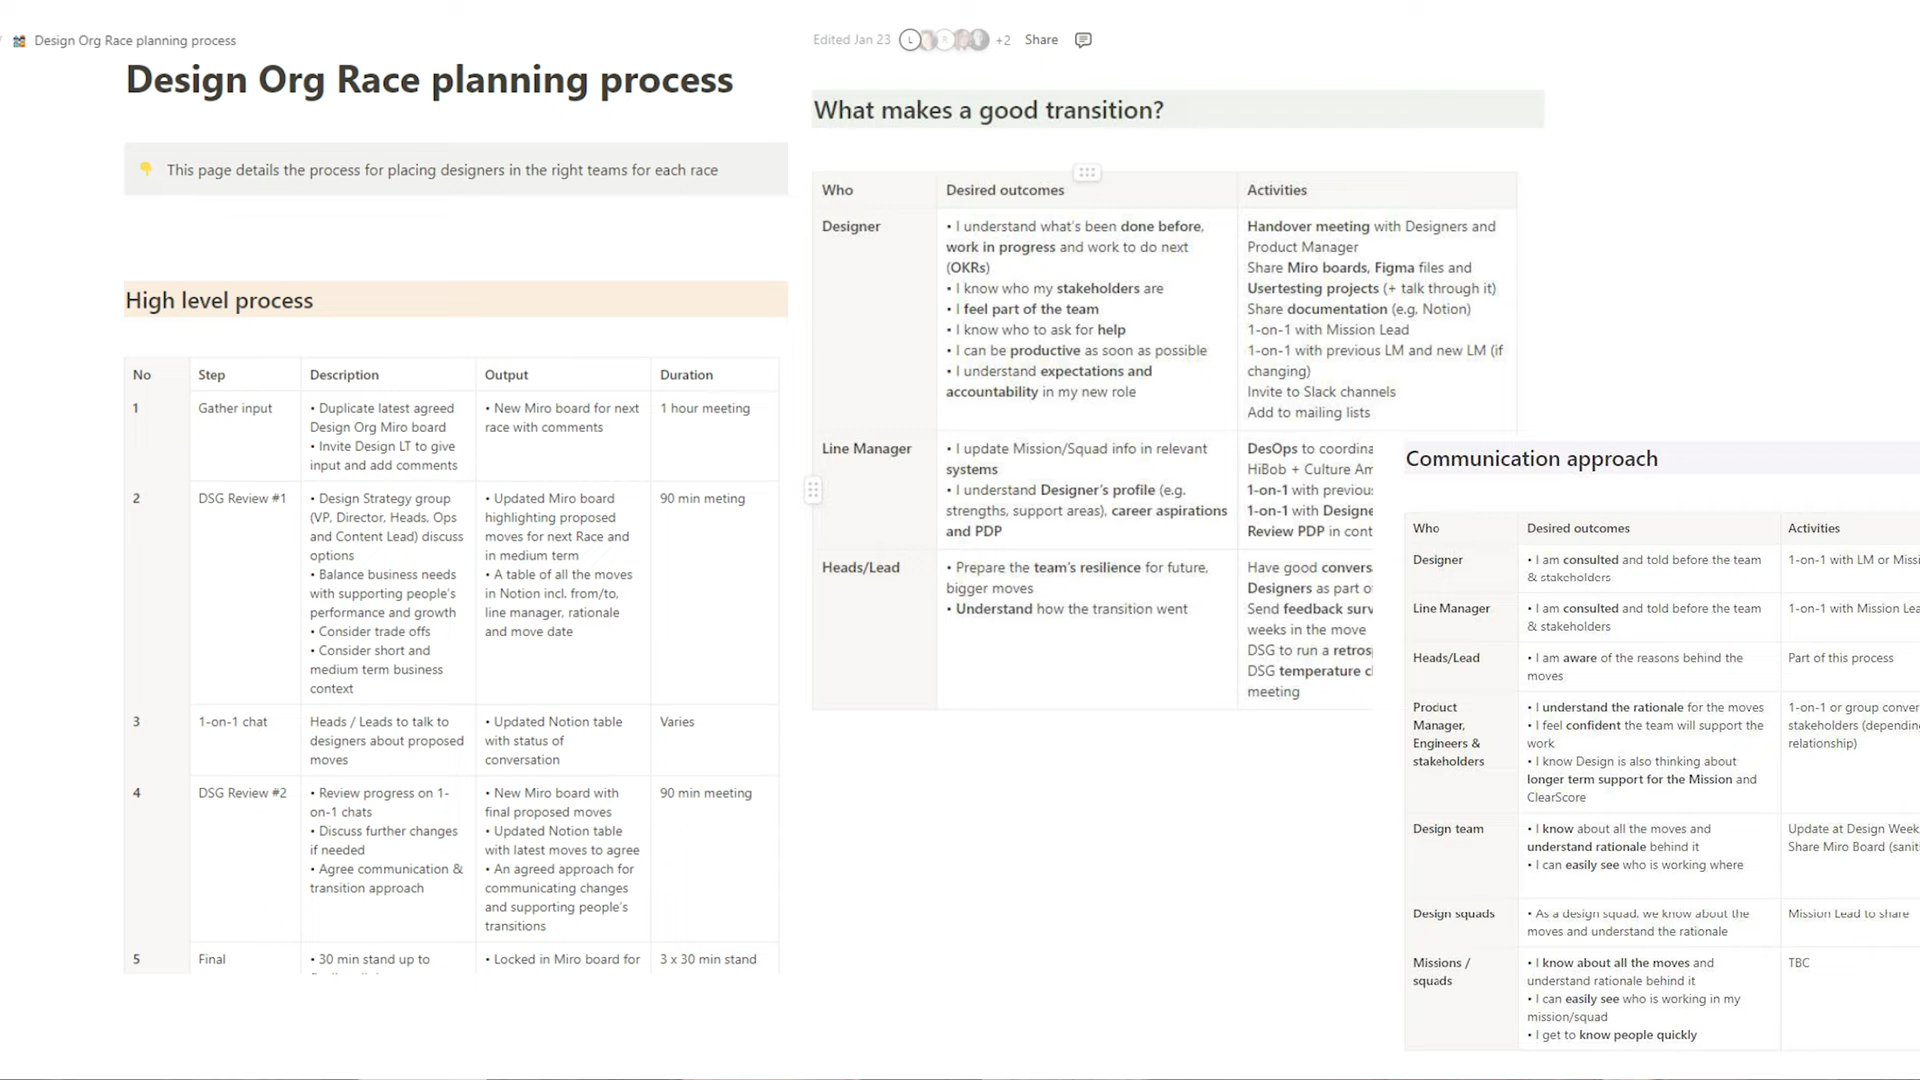 Design Org Race planning process
Design Org Race planning process
👇 This page details the process for placing designers in the right teams for each race
High level process
No
Step
Description
Output
Duration
1
Gather input
• Duplicate latest agreed
Design Org Miro board
• Invite Design LT to give
input and add comments
• New Miro board for next
race with comments
1 hour meeting
2
DSG Review #1
• Design Strategy group
(VP, Director, Heads, Ops
and Content Lead) discuss
options
• Balance business needs
with supporting people's
performance and growth
• Consider trade offs
• Consider short and
medium term business
context
• Updated Miro board
highlighting proposed
moves for next Race and
in medium term
• A table of all the moves
in Notion incl. from/to,
line manager, rationale
and move date
90 min meting
3
1-on-1 chat
Heads / Leads to talk to
designers about proposed
moves
• Updated Notion table
with status of
conversation
Varies
4
DSG Review #2
• Review progress on 1-
on-1 chats
• Discuss further changes
if needed
• Agree communication &
transition approach
• New Miro board with
final proposed moves
• Updated Notion table
with latest moves to agree
• An agreed approach for
communicating changes
and supporting people's
transitions
90 min meeting
5
Final
• 30 min stand up to
• Locked in Miro board for
3 x 30 min stand
Edited Jan 23
L
R
+2
Share
What makes a good transition?
Who
Desired outcomes
Activities
Designer
• I understand what's been done before,
work in progress and work to do next
(OKRs)
• I know who my stakeholders are
• I feel part of the team
• I know who to ask for help
• I can be productive as soon as possible
• I understand expectations and
accountability in my new role
Handover meeting with Designers and
Product Manager
Share Miro boards, Figma files and
Usertesting projects (+ talk through it)
Share documentation (e.g, Notion)
1-on-1 with Mission Lead
1-on-1 with previous LM and new LM (if
changing)
Invite to Slack channels
Add to mailing lists
Line Manager
• I update Mission/Squad info in relevant
systems
• I understand Designer's profile (e.g.
strengths, support areas), career aspirations
and PDP
DesOps to coordina
HiBob + Culture Am
1-on-1 with previous
1-on-1 with Designe
Review PDP in cont
Heads/Lead
• Prepare the team's resilience for future,
bigger moves
• Understand how the transition went
Have good convers
Designers as part o
Send feedback surv
weeks in the move
DSG to run a retros
DSG temperature c
meeting
Communication approach
Who
Desired outcomes
Activities
Designer
• I am consulted and told before the team
& stakeholders
1-on-1 with LM or Missi
Line Manager
• I am consulted and told before the team
& stakeholders
1-on-1 with Mission Lea
Heads/Lead
• I am aware of the reasons behind the
moves
Part of this process
Product
Manager,
Engineers &
stakeholders
• I understand the rationale for the moves
• I feel confident the team will support the
work
• I know Design is also thinking about
longer term support for the Mission and
ClearScore
1-on-1 or group conver
stakeholders (depending
relationship)
Design team
• I know about all the moves and
understand rationale behind it
• I can easily see who is working where
Update at Design Week
Share Miro Board (sanit
Design squads
• As a design squad, we know about the
moves and understand the rationale
Mission Lead to share
Missions /
squads
• I know about all the moves and
understand rationale behind it
• I can easily see who is working in my
mission/squad
• I get to know people quickly
TBC